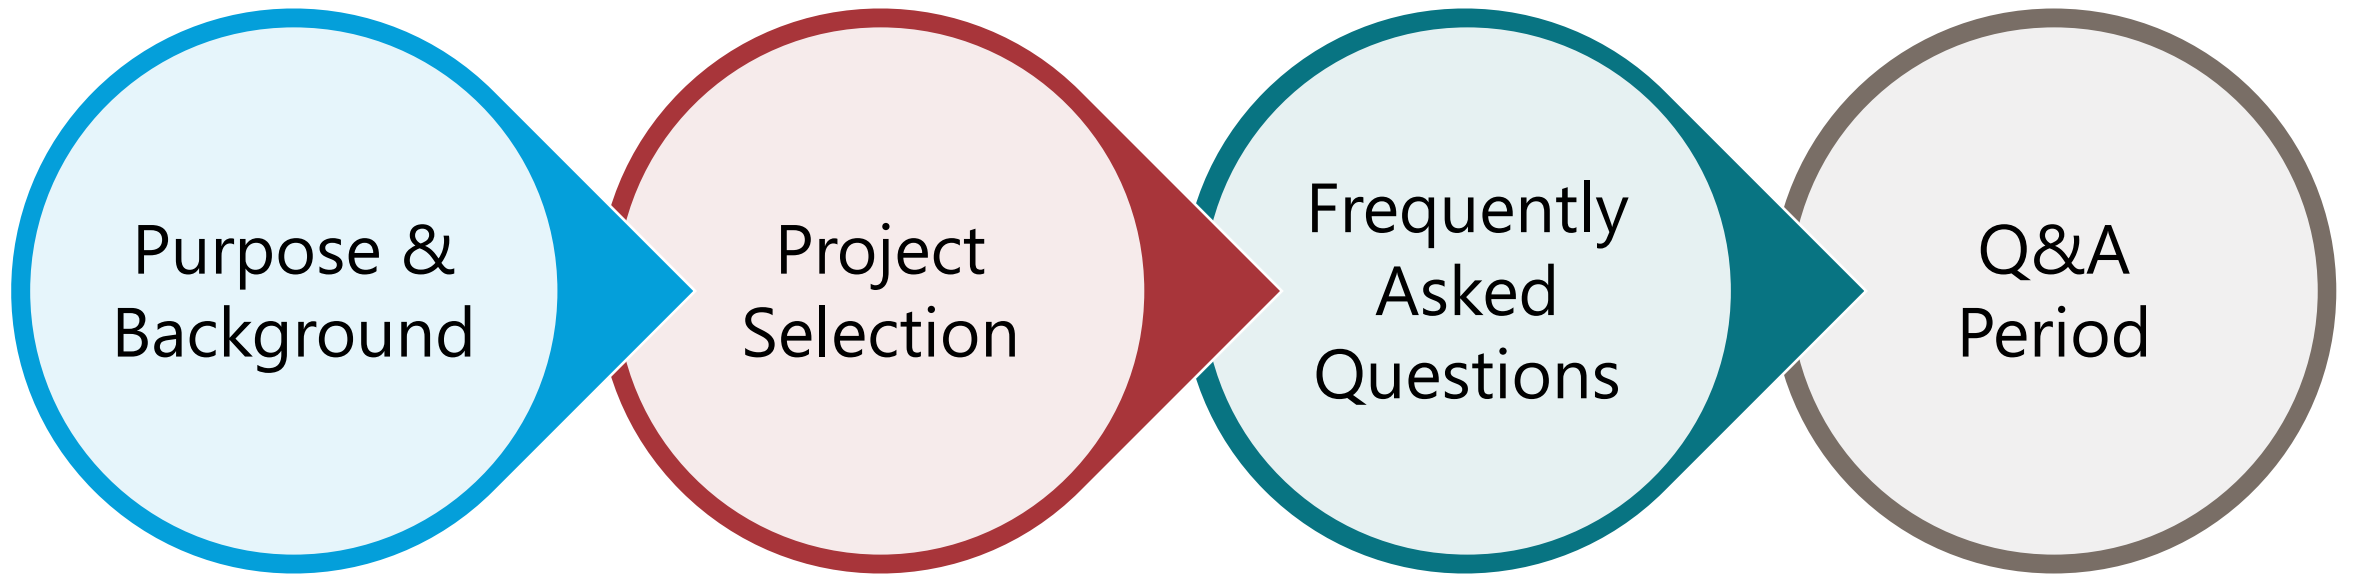 Purpose &
Background
Project
Selection
Frequently
Asked
Questions
Q&A
Period